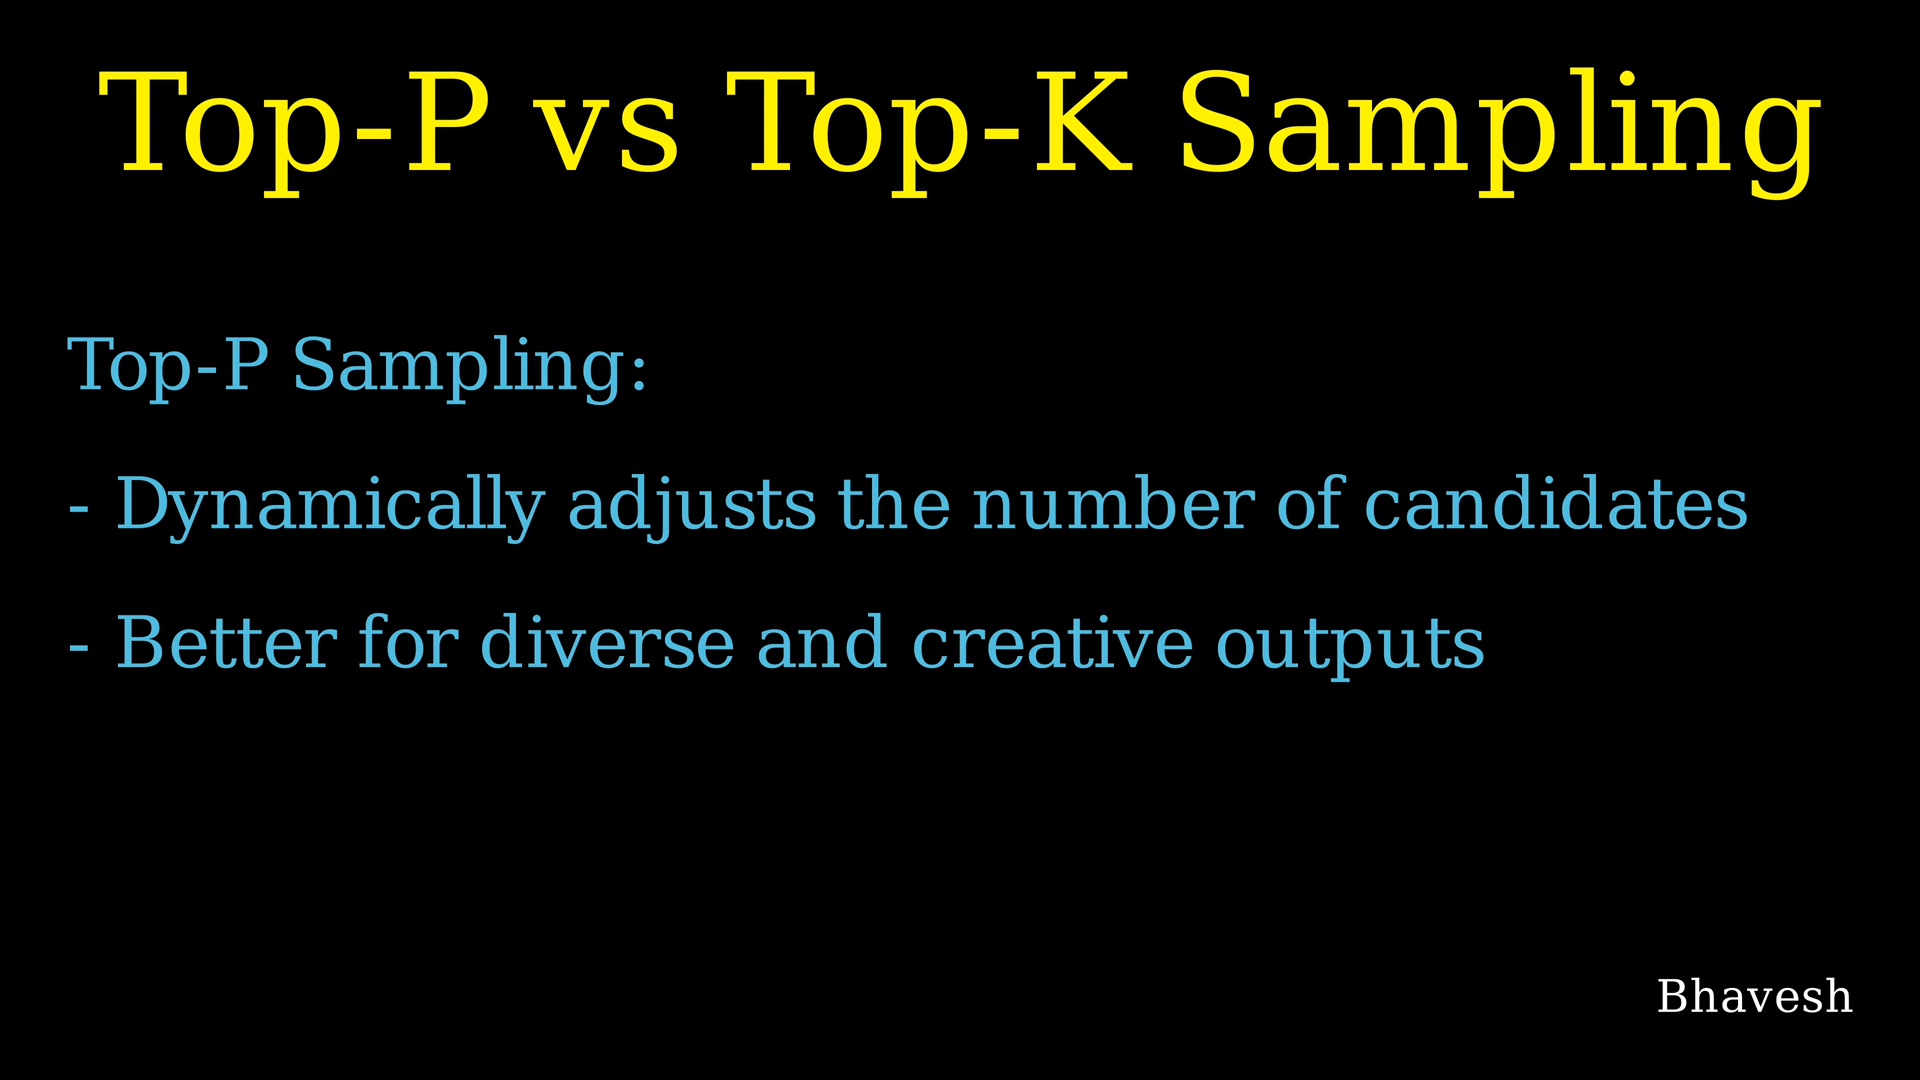 Top-P vs Top-K Sampling
Top-P Sampling:
- Dynamically adjusts the number of candidates
- Better for diverse and creative outputs
Bhavesh